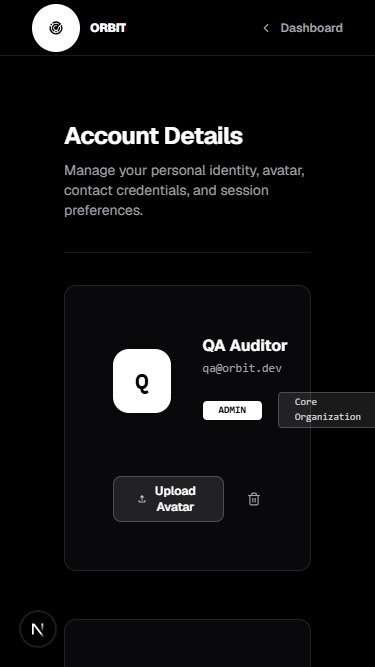 ORBIT
Dashboard
Account Details
Manage your personal identity, avatar,
contact credentials, and session
preferences.
Q
QA Auditor
qa@orbit.dev
ADMIN
Core
Organization
Upload
Avatar
N